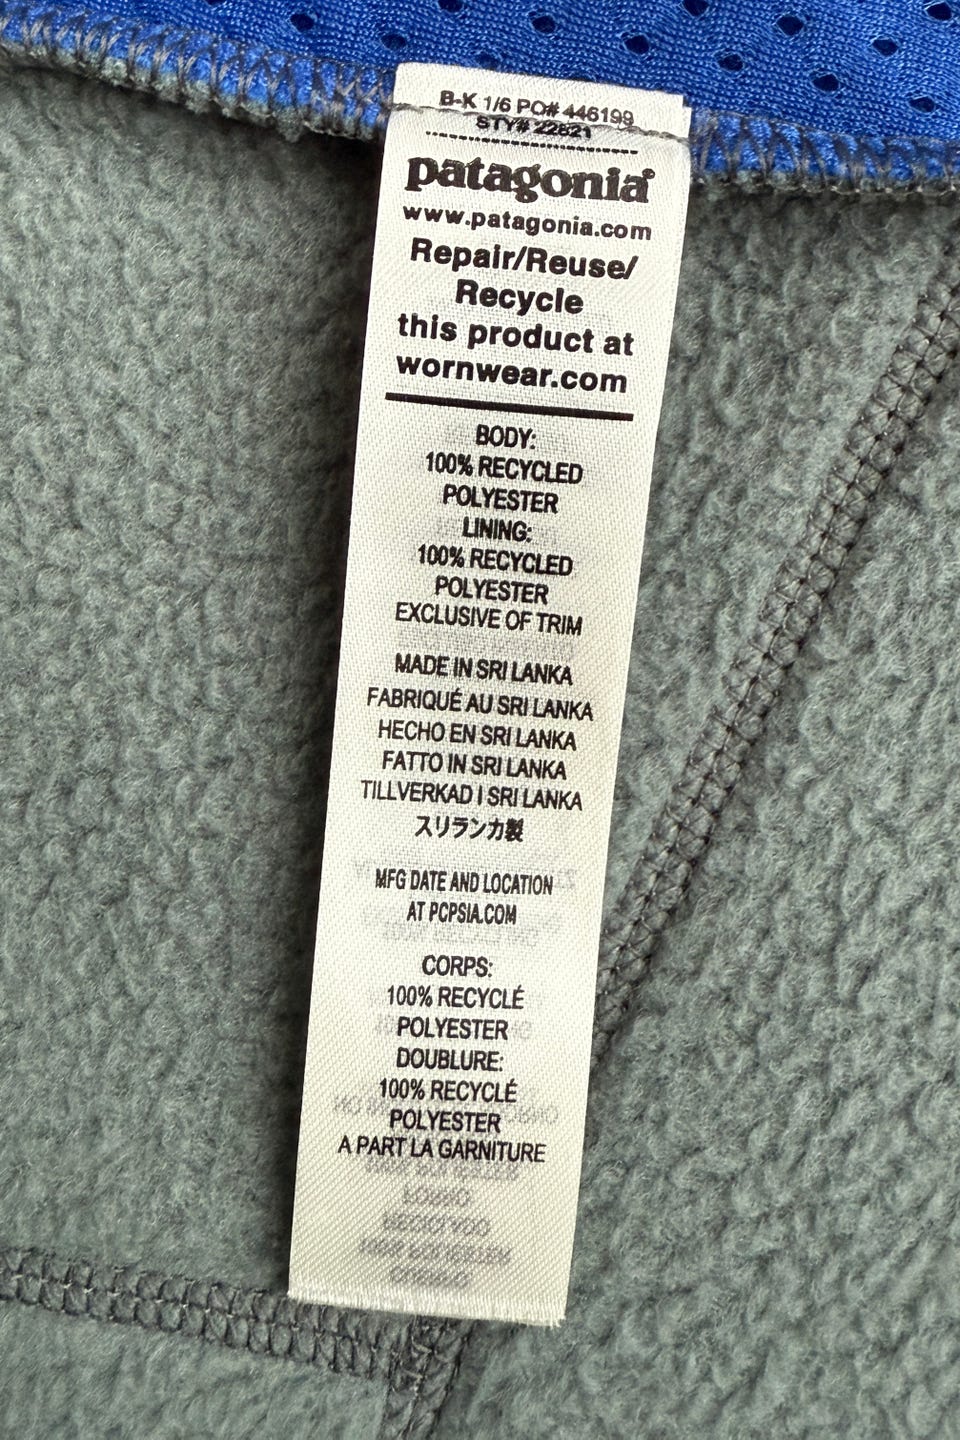 B-K 1/6 PO# 446199
STY# 22821
patagonia®
www.patagonia.com
Repair/Reuse/
Recycle
this product at
wornwear.com
BODY:
100% RECYCLED
POLYESTER
LINING:
100% RECYCLED
POLYESTER
EXCLUSIVE OF TRIM
MADE IN SRI LANKA
FABRIQUÉ AU SRI LANKA
HECHO EN SRI LANKA
FATTO IN SRI LANKA
TILLVERKAD I SRI LANKA
スリランカ製
MFG DATE AND LOCATION
AT PCPSIA.COM
CORPS:
100% RECYCLÉ
POLYESTER
DOUBLURE:
100% RECYCLÉ
POLYESTER
A PART LA GARNITURE